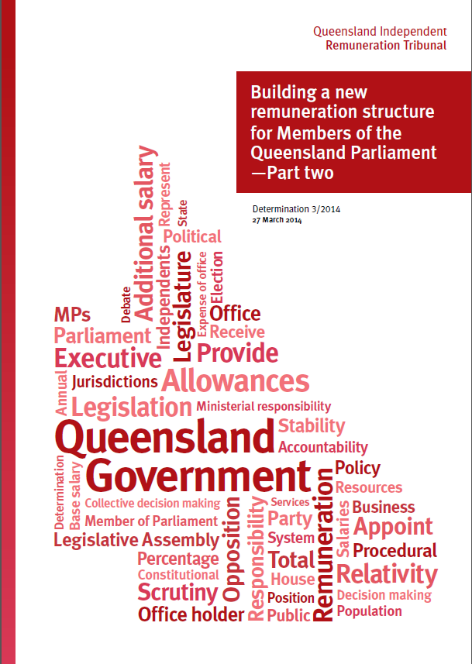 Queensland Independent
Remuneration Tribunal
Building a new
remuneration structure
for Members of the
Queensland Parliament
—Part two
Determination 3/2014
27 March 2014
Additional salary
Represent
State
Political
Debate
Independents
Legislature
Expense of office
Election
MPs
Office
Parliament
Receive
Executive
Provide
Annual
Jurisdictions
Allowances
Legislation
Ministerial responsibility
Queensland
Stability
Accountability
Government
Determination
Base salary
Policy
Resources
Collective decision making
Opposition
Responsibility
Services
Remuneration
Salaries
Business
Member of Parliament
Party
Appoint
Legislative Assembly
System
Procedural
Percentage
Total
Relativity
Constitutional
House
Scrutiny
Position
Decision making
Office holder
Public
Population